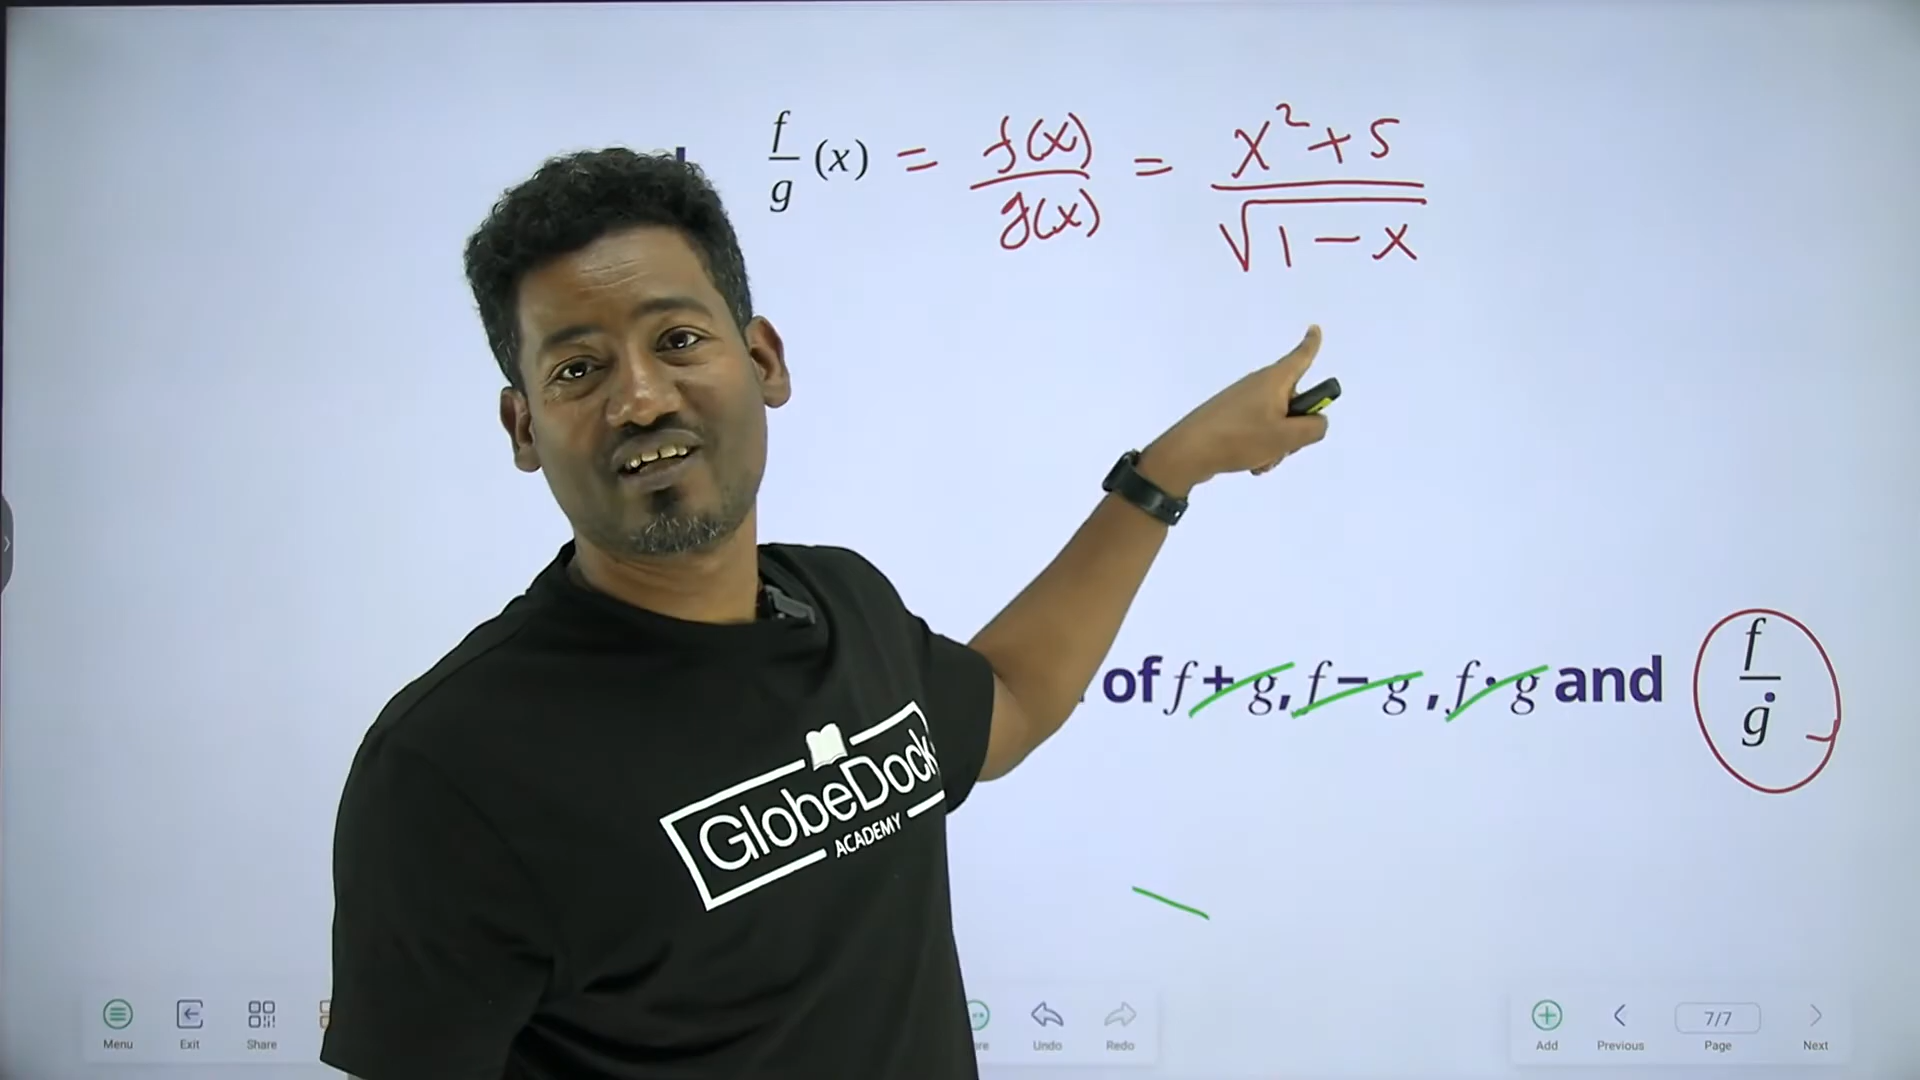 f/g (x) = f(x)/g(x) = x²+5/√1-x
of f + g, f - g, f · g and f/g
GlobeDock
ACADEMY
Menu Exit Share Undo Redo Add Previous 7/7 Page Next